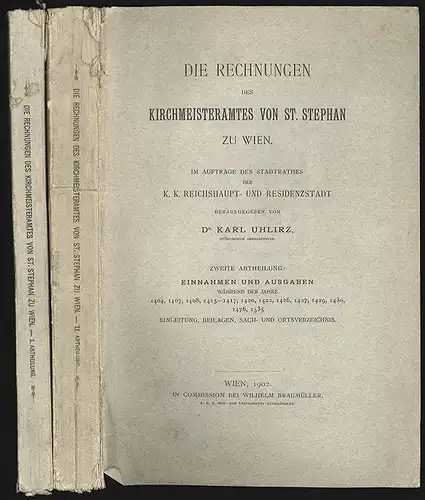 DIE RECHNUNGEN DES KIRCHMEISTERAMTES VON ST. STEPHAN ZU WIEN. — I. ABTHEILUNG.
DIE RECHNUNGEN DES KIRCHMEISTERAMTES VON ST. STEPHAN ZU WIEN. — II. ABTHEILUNG.
DIE RECHNUNGEN
DES
KIRCHMEISTERAMTES VON ST. STEPHAN
ZU WIEN.
IM AUFTRAGE DES STADTRATHES
DER
K. K. REICHSHAUPT- UND RESIDENZSTADT
HERAUSGEGEBEN VON
DR. KARL UHLIRZ,
ZWEITE ABTHEILUNG:
EINNAHMEN UND AUSGABEN
WÄHREND DER JAHRE
1404, 1407, 1408, 1415–1417, 1420, 1422, 1426, 1427, 1429, 1430,
1476, 1535
EINLEITUNG, BEILAGEN, SACH- UND ORTSVERZEICHNIS.
WIEN, 1902.
IN COMMISSION BEI WILHELM BRAUMÜLLER,
K. U. K. HOF- UND UNIVERSITÄTS-BUCHHÄNDLER.